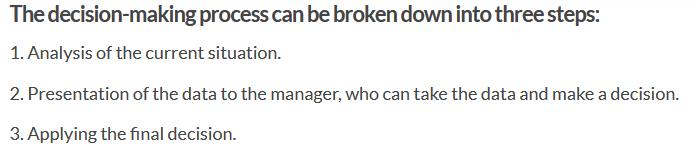 The decision-making process can be broken down into three steps:
1. Analysis of the current situation.
2. Presentation of the data to the manager, who can take the data and make a decision.
3. Applying the final decision.